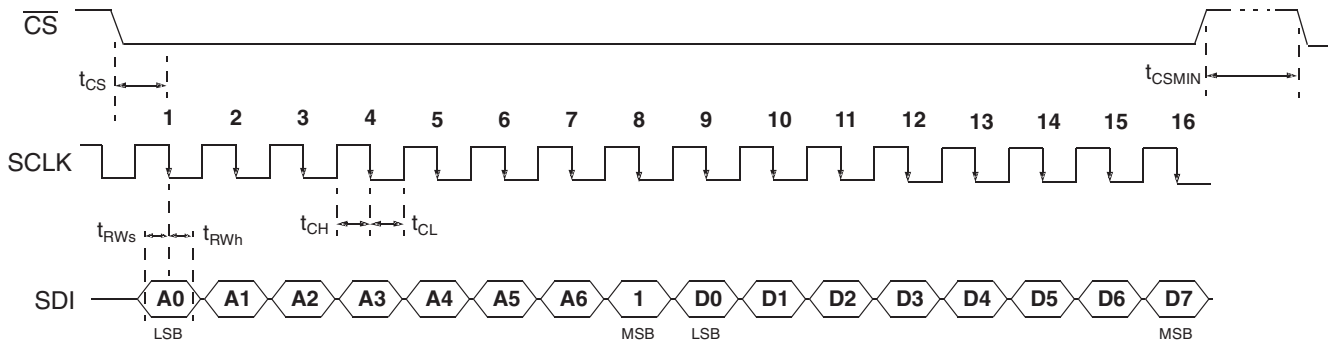 CS
tCS
tCSMIN
1 2 3 4 5 6 7 8 9 10 11 12 13 14 15 16
SCLK
tRWs tRWh tCH tCL
SDI A0 A1 A2 A3 A4 A5 A6 1 D0 D1 D2 D3 D4 D5 D6 D7
LSB MSB LSB MSB